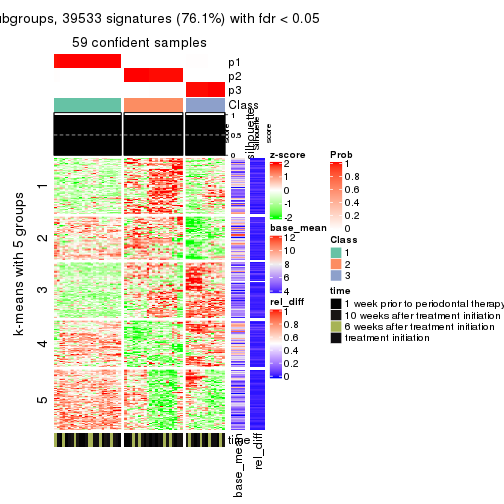 ubgroups, 39533 signatures (76.1%) with fdr < 0.05
59 confident samples
p1
p2
p3
Class
1
0.5
0
silhouette
score
k-means with 5 groups
1
2
3
4
5
time
base_mean
rel_diff
z-score
2
1
0
-1
-2
base_mean
12
10
8
6
4
rel_diff
1
0.8
0.6
0.4
0.2
0
Prob
1
0.8
0.6
0.4
0.2
0
Class
1
2
3
time
1 week prior to periodontal therapy
10 weeks after treatment initiation
6 weeks after treatment initiation
treatment initiation